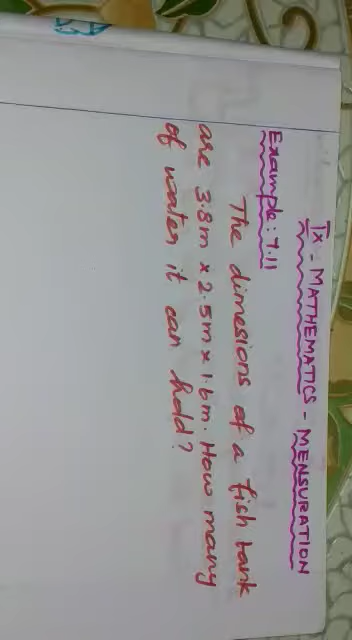 IX - MATHEMATICS - MENSURATION
Example: 7.11
The dimesions of a fish tank
are 3.8m x 2.5m x 1.6m. How many
of water it can hold?